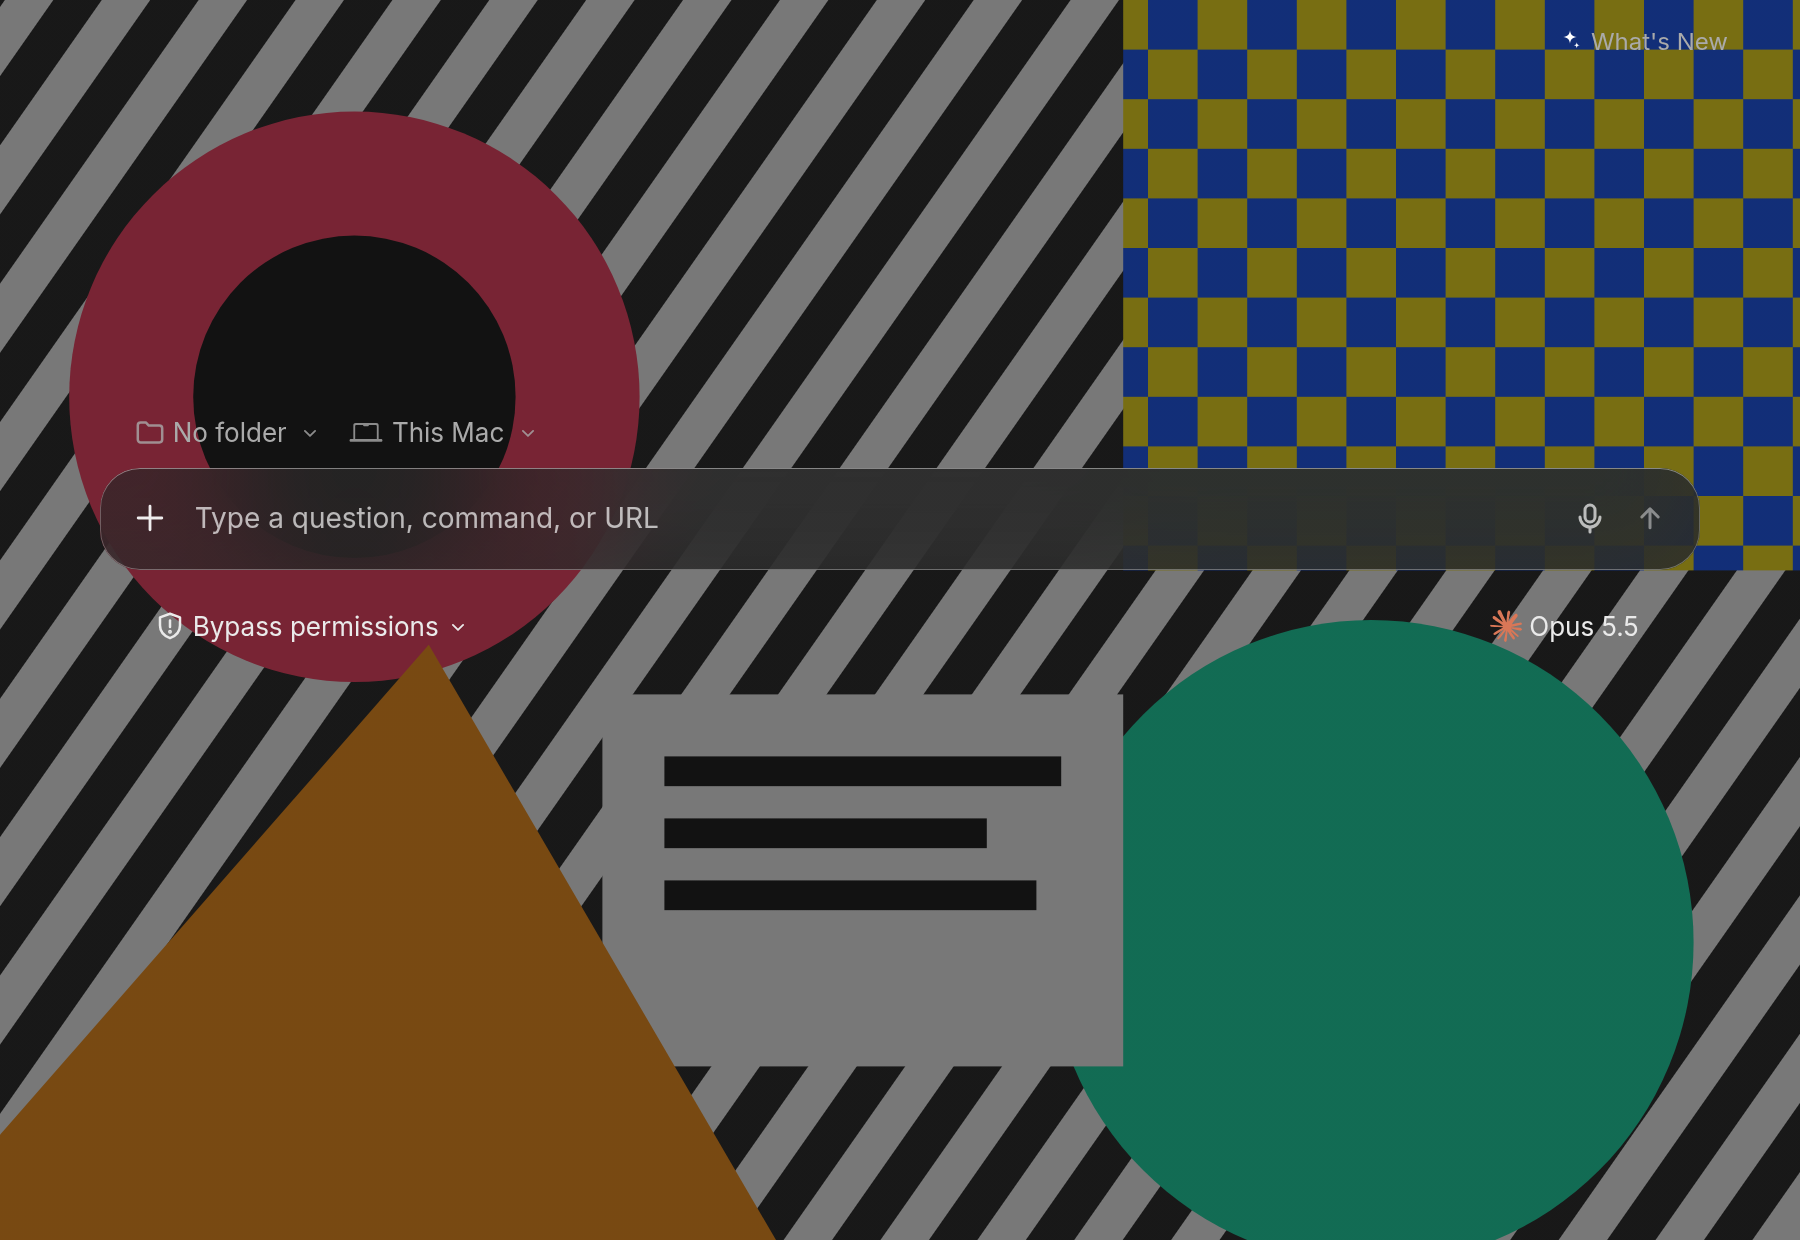 What's New
No folder This Mac
Type a question, command, or URL
Bypass permissions Opus 5.5